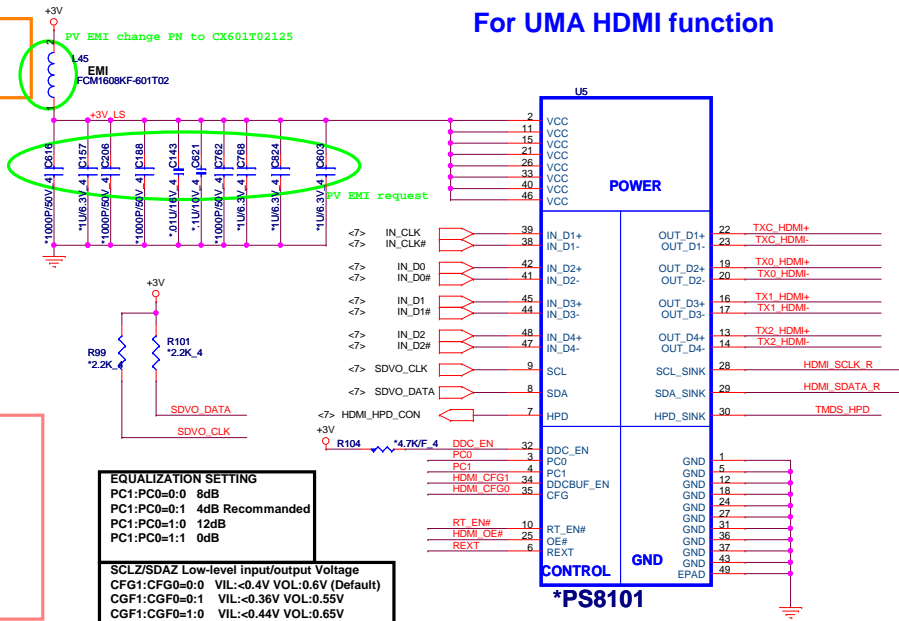 For UMA HDMI function
+3V
PV EMI change PN to CX601T02125
2
L45
EMI
FCM1608KF-601T02
1
+3V_LS
C616
*1000P/50V_4
C157
*1U/6.3V_4
C206
*1000P/50V_4
C188
*1000P/50V_4
C143
*.01U/16V_4
C621
*.1U/10V_4
C762
*1000P/50V_4
C768
*1U/6.3V_4
C824
*1U/6.3V_4
C603
*1U/6.3V_4
PV EMI request
U5
2 VCC
11 VCC
15 VCC
21 VCC
26 VCC
33 VCC
40 VCC
46 VCC
POWER
<7> IN_CLK 39 IN_D1+
<7> IN_CLK# 38 IN_D1-
<7> IN_D0 42 IN_D2+
<7> IN_D0# 41 IN_D2-
<7> IN_D1 45 IN_D3+
<7> IN_D1# 44 IN_D3-
<7> IN_D2 48 IN_D4+
<7> IN_D2# 47 IN_D4-
<7> SDVO_CLK 9 SCL
<7> SDVO_DATA 8 SDA
<7> HDMI_HPD_CON 7 HPD
OUT_D1+ 22 TXC_HDMI+
OUT_D1- 23 TXC_HDMI-
OUT_D2+ 19 TX0_HDMI+
OUT_D2- 20 TX0_HDMI-
OUT_D3+ 16 TX1_HDMI+
OUT_D3- 17 TX1_HDMI-
OUT_D4+ 13 TX2_HDMI+
OUT_D4- 14 TX2_HDMI-
SCL_SINK 28 HDMI_SCLK_R
SDA_SINK 29 HDMI_SDATA_R
HPD_SINK 30 TMDS_HPD
+3V
R99
*2.2K_4
R101
*2.2K_4
SDVO_DATA
SDVO_CLK
+3V
R104 *4.7K/F_4 DDC_EN 32 DDC_EN
PC0 3 PC0
PC1 4 PC1
HDMI_CFG1 34 DDCBUF_EN
HDMI_CFG0 35 CFG
RT_EN# 10 RT_EN#
HDMI_OE# 25 OE#
REXT 6 REXT
CONTROL
GND
GND 1
GND 5
GND 12
GND 18
GND 24
GND 27
GND 31
GND 36
GND 37
GND 43
EPAD 49
*PS8101
EQUALIZATION SETTING
PC1:PC0=0:0 8dB
PC1:PC0=0:1 4dB Recommanded
PC1:PC0=1:0 12dB
PC1:PC0=1:1 0dB
SCLZ/SDAZ Low-level input/output Voltage
CFG1:CFG0=0:0 VIL:<0.4V VOL:0.6V (Default)
CGF1:CGF0=0:1 VIL:<0.36V VOL:0.55V
CGF1:CGF0=1:0 VIL:<0.44V VOL:0.65V